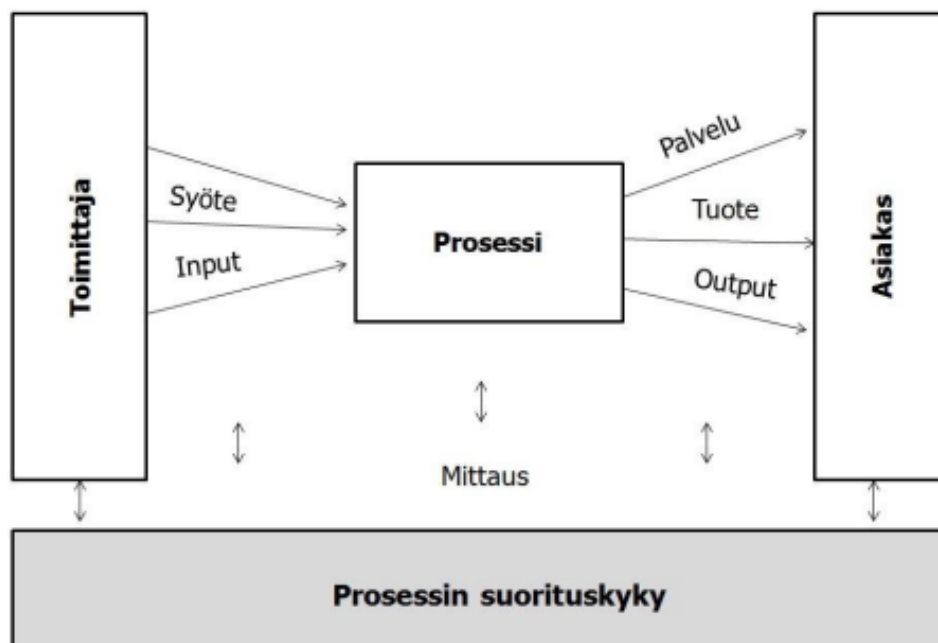 Toimittaja
Syöte
Input
Prosessi
Palvelu
Tuote
Output
Asiakas
Mittaus
Prosessin suorituskyky